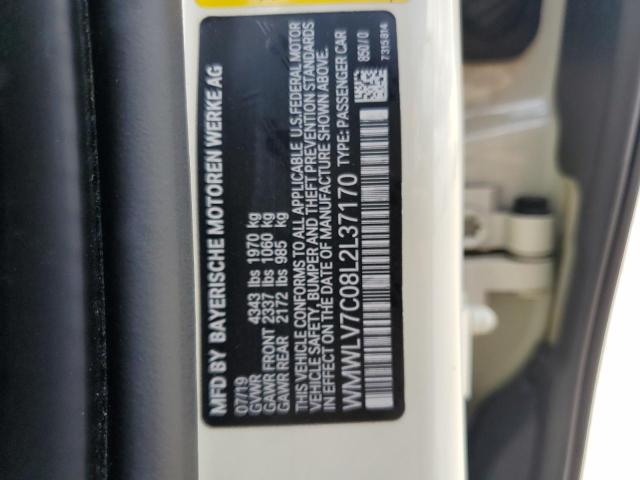 MFD BY BAYERISCHE MOTOREN WERKE AG
07/19
GVWR 4343 lbs 1970 kg
GAWR FRONT 2337 lbs 1060 kg
GAWR REAR 2172 lbs 985 kg
THIS VEHICLE CONFORMS TO ALL APPLICABLE U.S.FEDERAL MOTOR
VEHICLE SAFETY, BUMPER AND THEFT PREVENTION STANDARDS
IN EFFECT ON THE DATE OF MANUFACTURE SHOWN ABOVE.
WMWLV7C08L2L37170 TYPE: PASSENGER CAR
850/0
7315814